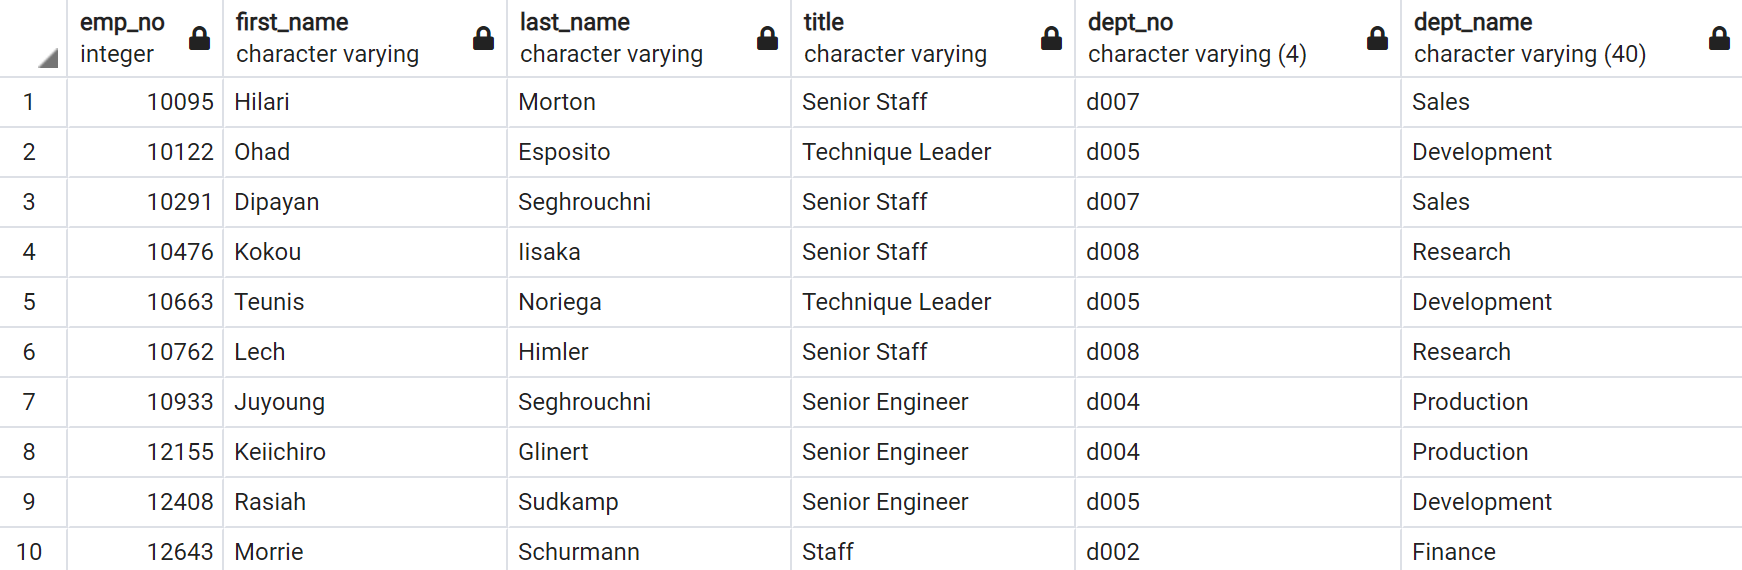 emp_no first_name last_name title dept_no dept_name
integer character varying character varying character varying character varying (4) character varying (40)
1 10095 Hilari Morton Senior Staff d007 Sales
2 10122 Ohad Esposito Technique Leader d005 Development
3 10291 Dipayan Seghrouchni Senior Staff d007 Sales
4 10476 Kokou Iisaka Senior Staff d008 Research
5 10663 Teunis Noriega Technique Leader d005 Development
6 10762 Lech Himler Senior Staff d008 Research
7 10933 Juyoung Seghrouchni Senior Engineer d004 Production
8 12155 Keiichiro Glinert Senior Engineer d004 Production
9 12408 Rasiah Sudkamp Senior Engineer d005 Development
10 12643 Morrie Schurmann Staff d002 Finance